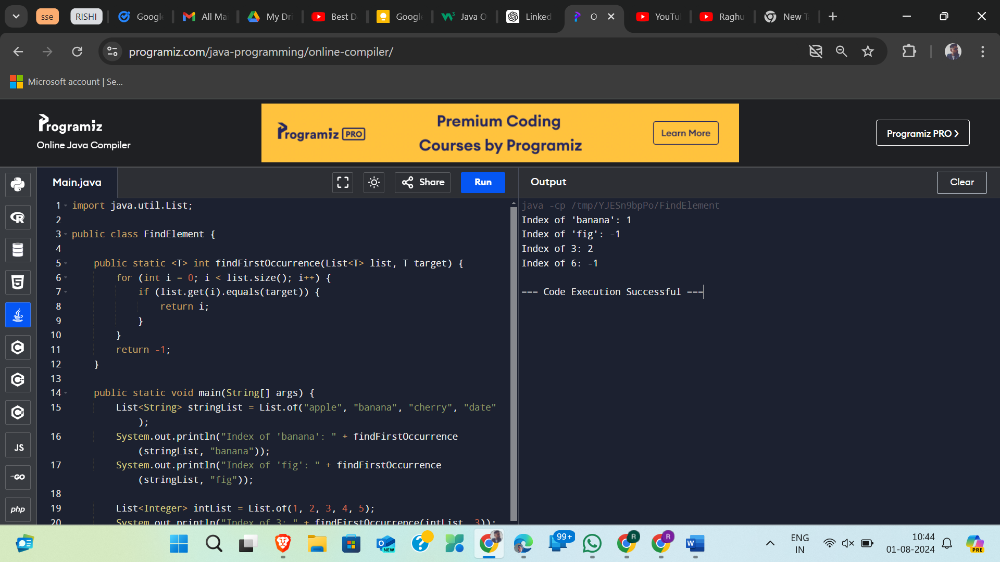 sse
RISHI
Google
All Mai
My Dri
Best D
Google
Java O
Linked
O
YouTu
Raghu
New T
programiz.com/java-programming/online-compiler/
Microsoft account | Se...
Programiz
Online Java Compiler
Programiz PRO
Premium Coding
Courses by Programiz
Learn More
Programiz PRO >
Main.java
Share
Run
Output
Clear
1 import java.util.List;
2
3 public class FindElement {
4
5 public static <T> int findFirstOccurrence(List<T> list, T target) {
6 for (int i = 0; i < list.size(); i++) {
7 if (list.get(i).equals(target)) {
8 return i;
9 }
10 }
11 return -1;
12 }
13
14 public static void main(String[] args) {
15 List<String> stringList = List.of("apple", "banana", "cherry", "date"
);
16 System.out.println("Index of 'banana': " + findFirstOccurrence
(stringList, "banana"));
17 System.out.println("Index of 'fig': " + findFirstOccurrence
(stringList, "fig"));
18
19 List<Integer> intList = List.of(1, 2, 3, 4, 5);
20 System.out.println("Index of 3: " + findFirstOccurrence(intList, 3));
java -cp /tmp/YJESn9bpPo/FindElement
Index of 'banana': 1
Index of 'fig': -1
Index of 3: 2
Index of 6: -1
=== Code Execution Successful ===
JS
GO
php
NEW
99+
R
R
W
ENG
IN
10:44
01-08-2024
PRE